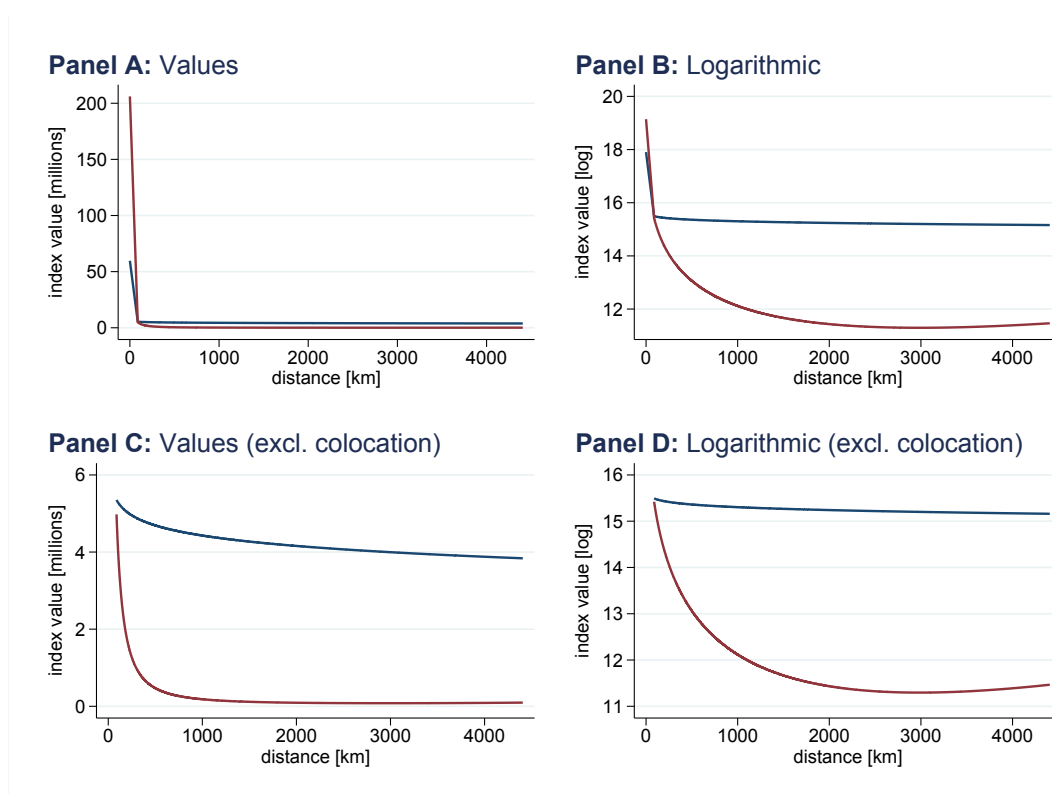 Panel A: Values
index value [millions]
200
150
100
50
0
0 1000 2000 3000 4000
distance [km]
Panel B: Logarithmic
index value [log]
20
18
16
14
12
0 1000 2000 3000 4000
distance [km]
Panel C: Values (excl. colocation)
index value [millions]
6
4
2
0
0 1000 2000 3000 4000
distance [km]
Panel D: Logarithmic (excl. colocation)
index value [log]
16
15
14
13
12
11
0 1000 2000 3000 4000
distance [km]